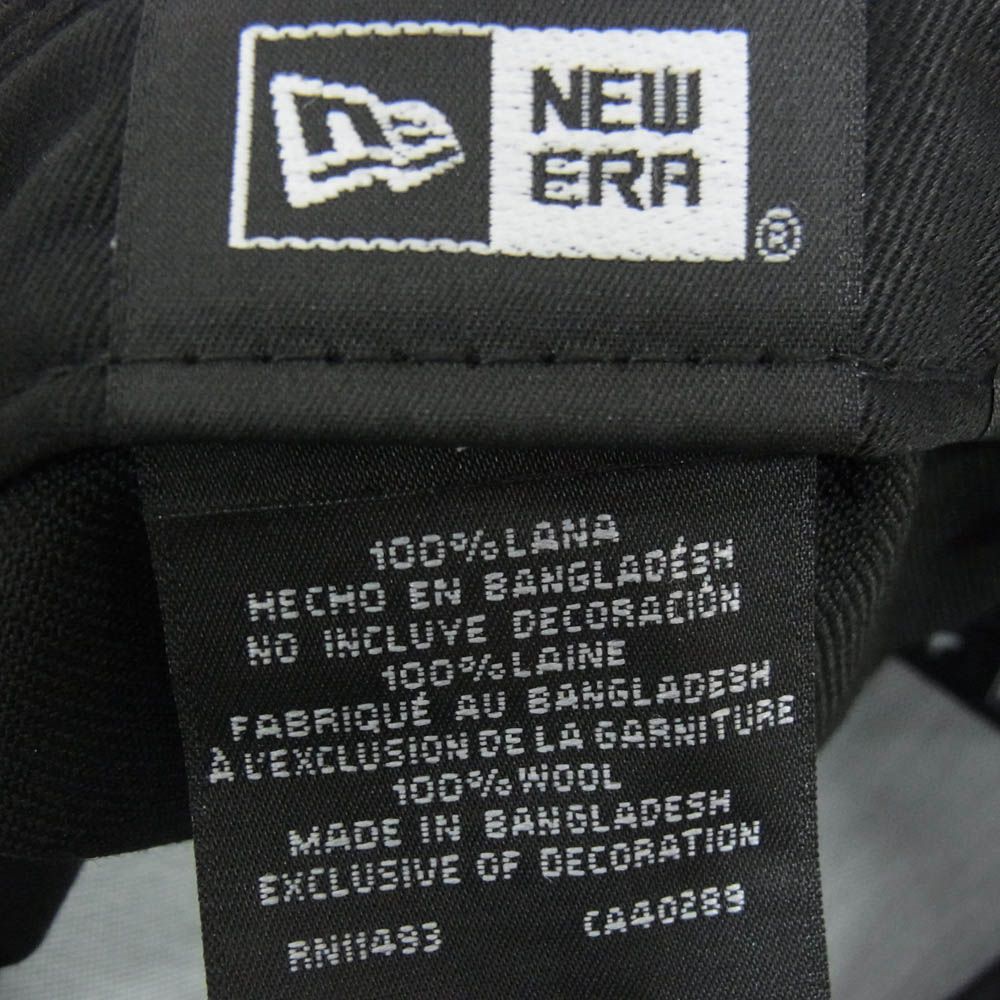 NEW
ERA
®
100% LANA
HECHO EN BANGLADÉSH
NO INCLUYE DECORACIÓN
100% LAINE
FABRIQUÉ AU BANGLADESH
À L'EXCLUSION DE LA GARNITURE
100% WOOL
MADE IN BANGLADESH
EXCLUSIVE OF DECORATION
RN11493 CA40289